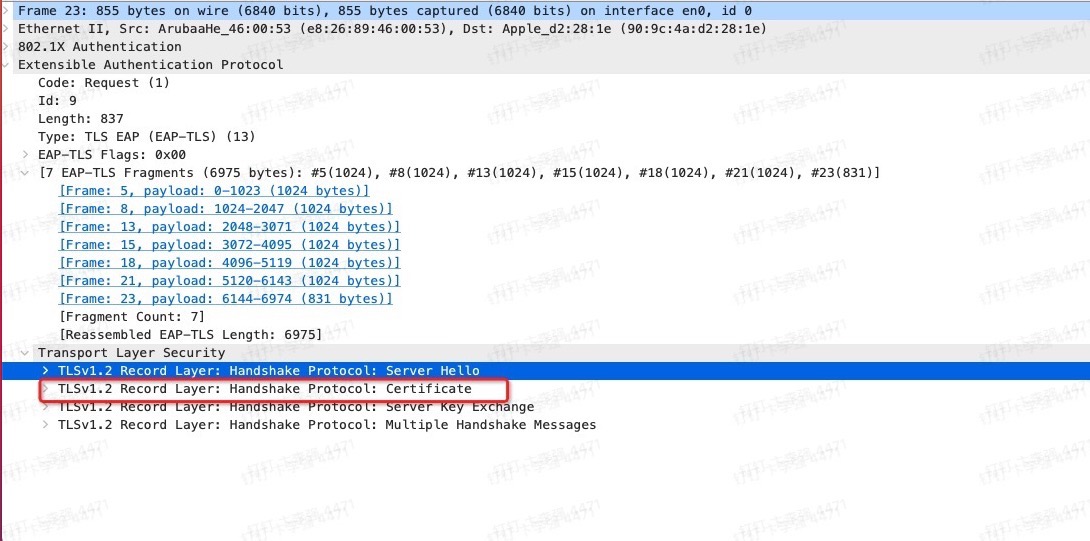 Frame 23: 855 bytes on wire (6840 bits), 855 bytes captured (6840 bits) on interface en0, id 0
Ethernet II, Src: ArubaaHe_46:00:53 (e8:26:89:46:00:53), Dst: Apple_d2:28:1e (90:9c:4a:d2:28:1e)
802.1X Authentication
Extensible Authentication Protocol
Code: Request (1)
Id: 9
Length: 837
Type: TLS EAP (EAP-TLS) (13)
EAP-TLS Flags: 0x00
[7 EAP-TLS Fragments (6975 bytes): #5(1024), #8(1024), #13(1024), #15(1024), #18(1024), #21(1024), #23(831)]
[Frame: 5, payload: 0-1023 (1024 bytes)]
[Frame: 8, payload: 1024-2047 (1024 bytes)]
[Frame: 13, payload: 2048-3071 (1024 bytes)]
[Frame: 15, payload: 3072-4095 (1024 bytes)]
[Frame: 18, payload: 4096-5119 (1024 bytes)]
[Frame: 21, payload: 5120-6143 (1024 bytes)]
[Frame: 23, payload: 6144-6974 (831 bytes)]
[Fragment Count: 7]
[Reassembled EAP-TLS Length: 6975]
Transport Layer Security
TLSv1.2 Record Layer: Handshake Protocol: Server Hello
TLSv1.2 Record Layer: Handshake Protocol: Certificate
TLSv1.2 Record Layer: Handshake Protocol: Server Key Exchange
TLSv1.2 Record Layer: Handshake Protocol: Multiple Handshake Messages